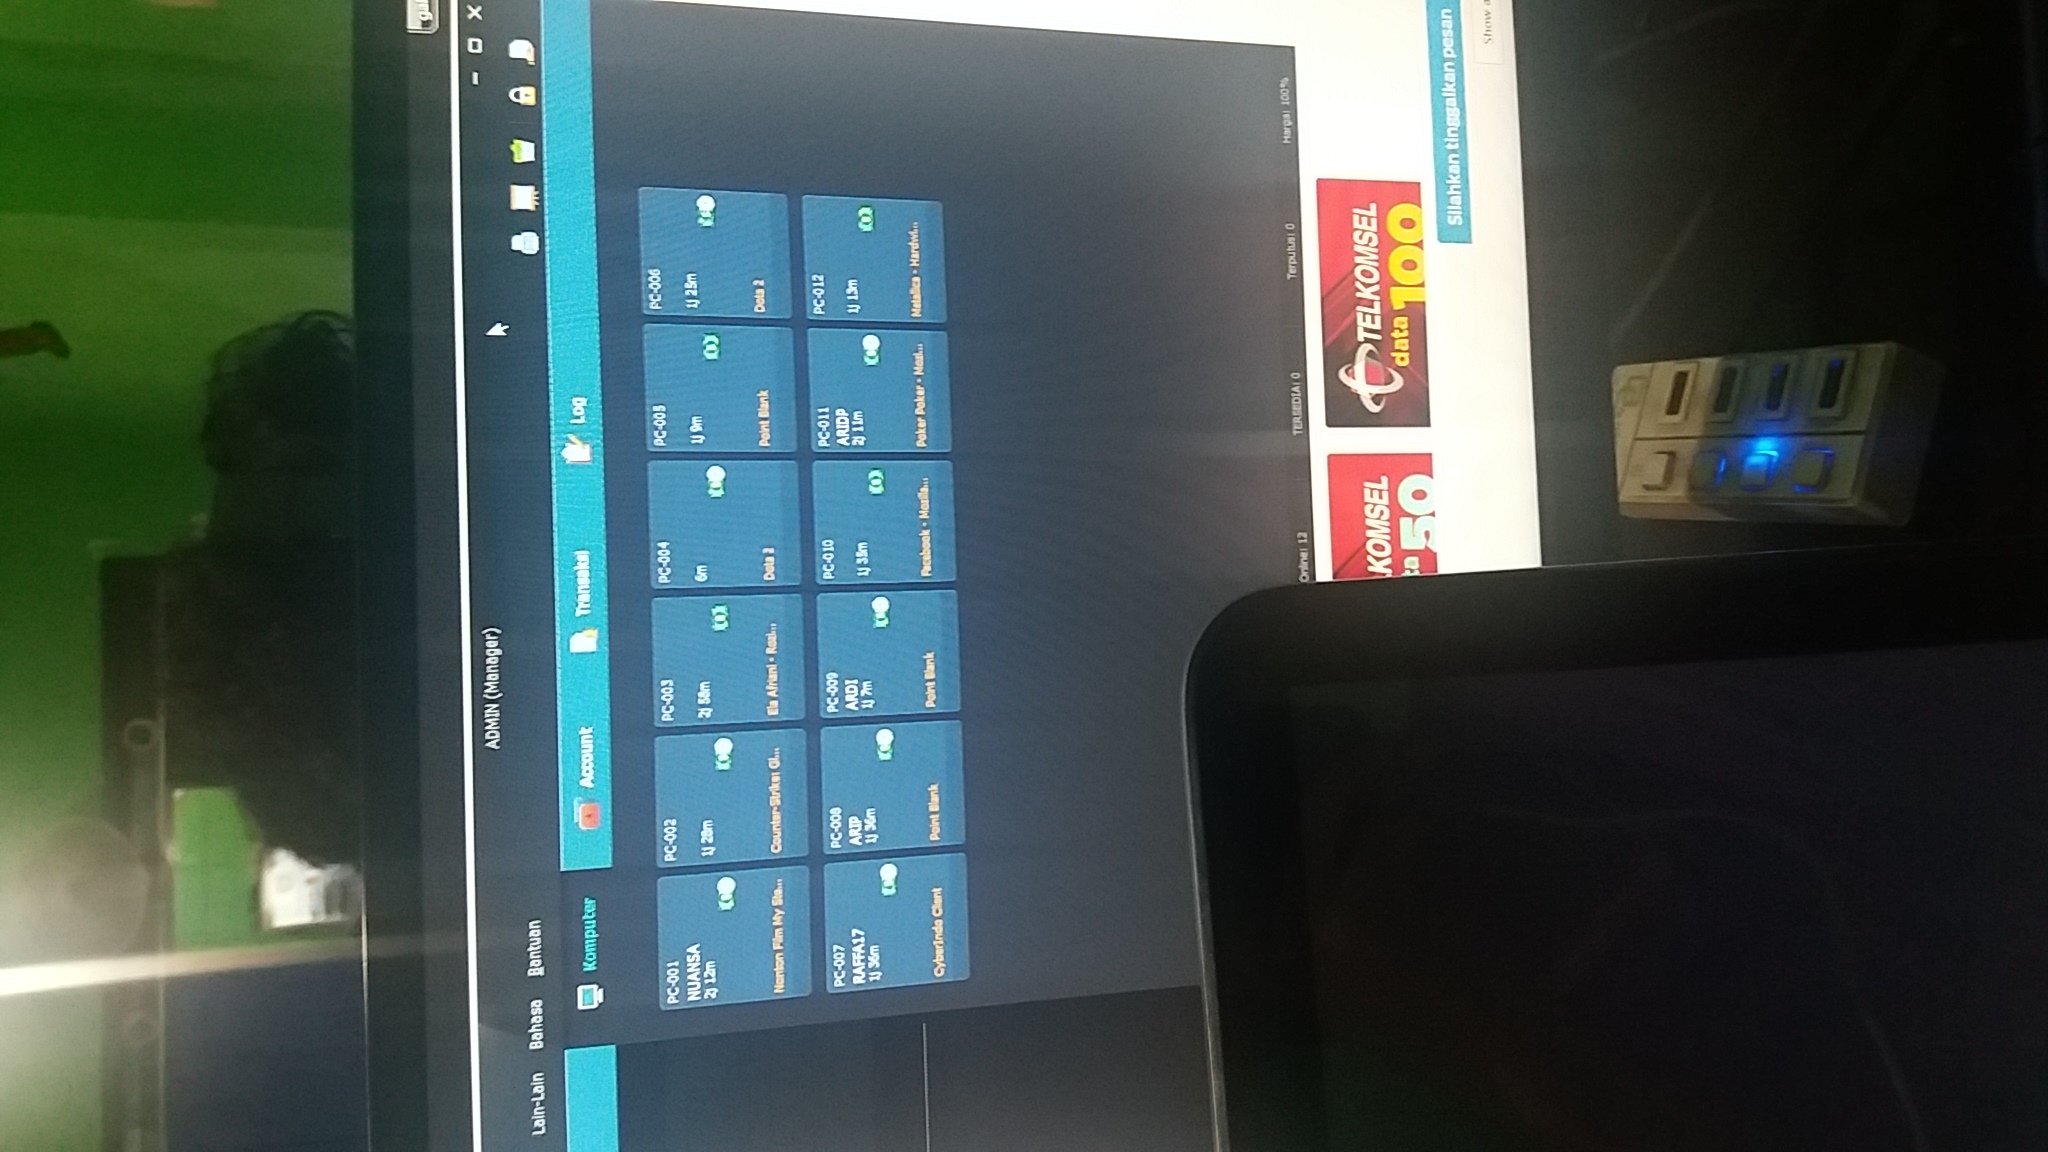 ADMIN (Manager)
Lain-Lain Bahasa Bantuan
Komputer Account Transaksi Log
PC-001
NUANSA
2j 12m
Nonton Film My Ste...
PC-002
1j 28m
Counter-Strike: Gl...
PC-003
2j 58m
Ela Afriani - Rozi...
PC-004
6m
Dota 2
PC-005
1j 9m
Point Blank
PC-006
1j 25m
Dota 2
PC-007
RAFFA17
1j 36m
CyberIndo Client
PC-008
ARIP
1j 36m
Point Blank
PC-009
ARDI
1j 7m
Point Blank
PC-010
1j 35m
Facebook - Mozilla...
PC-011
ARIDP
2j 11m
Poker Poker - Mozi...
PC-012
1j 13m
Metallica - Hardwi...
Online: 12 TERSEDIA: 0 Terputus: 0 Harga: 100%
KOMSEL
50
TELKOMSEL
data 100
Silahkan tinggalkan pesan
Show a